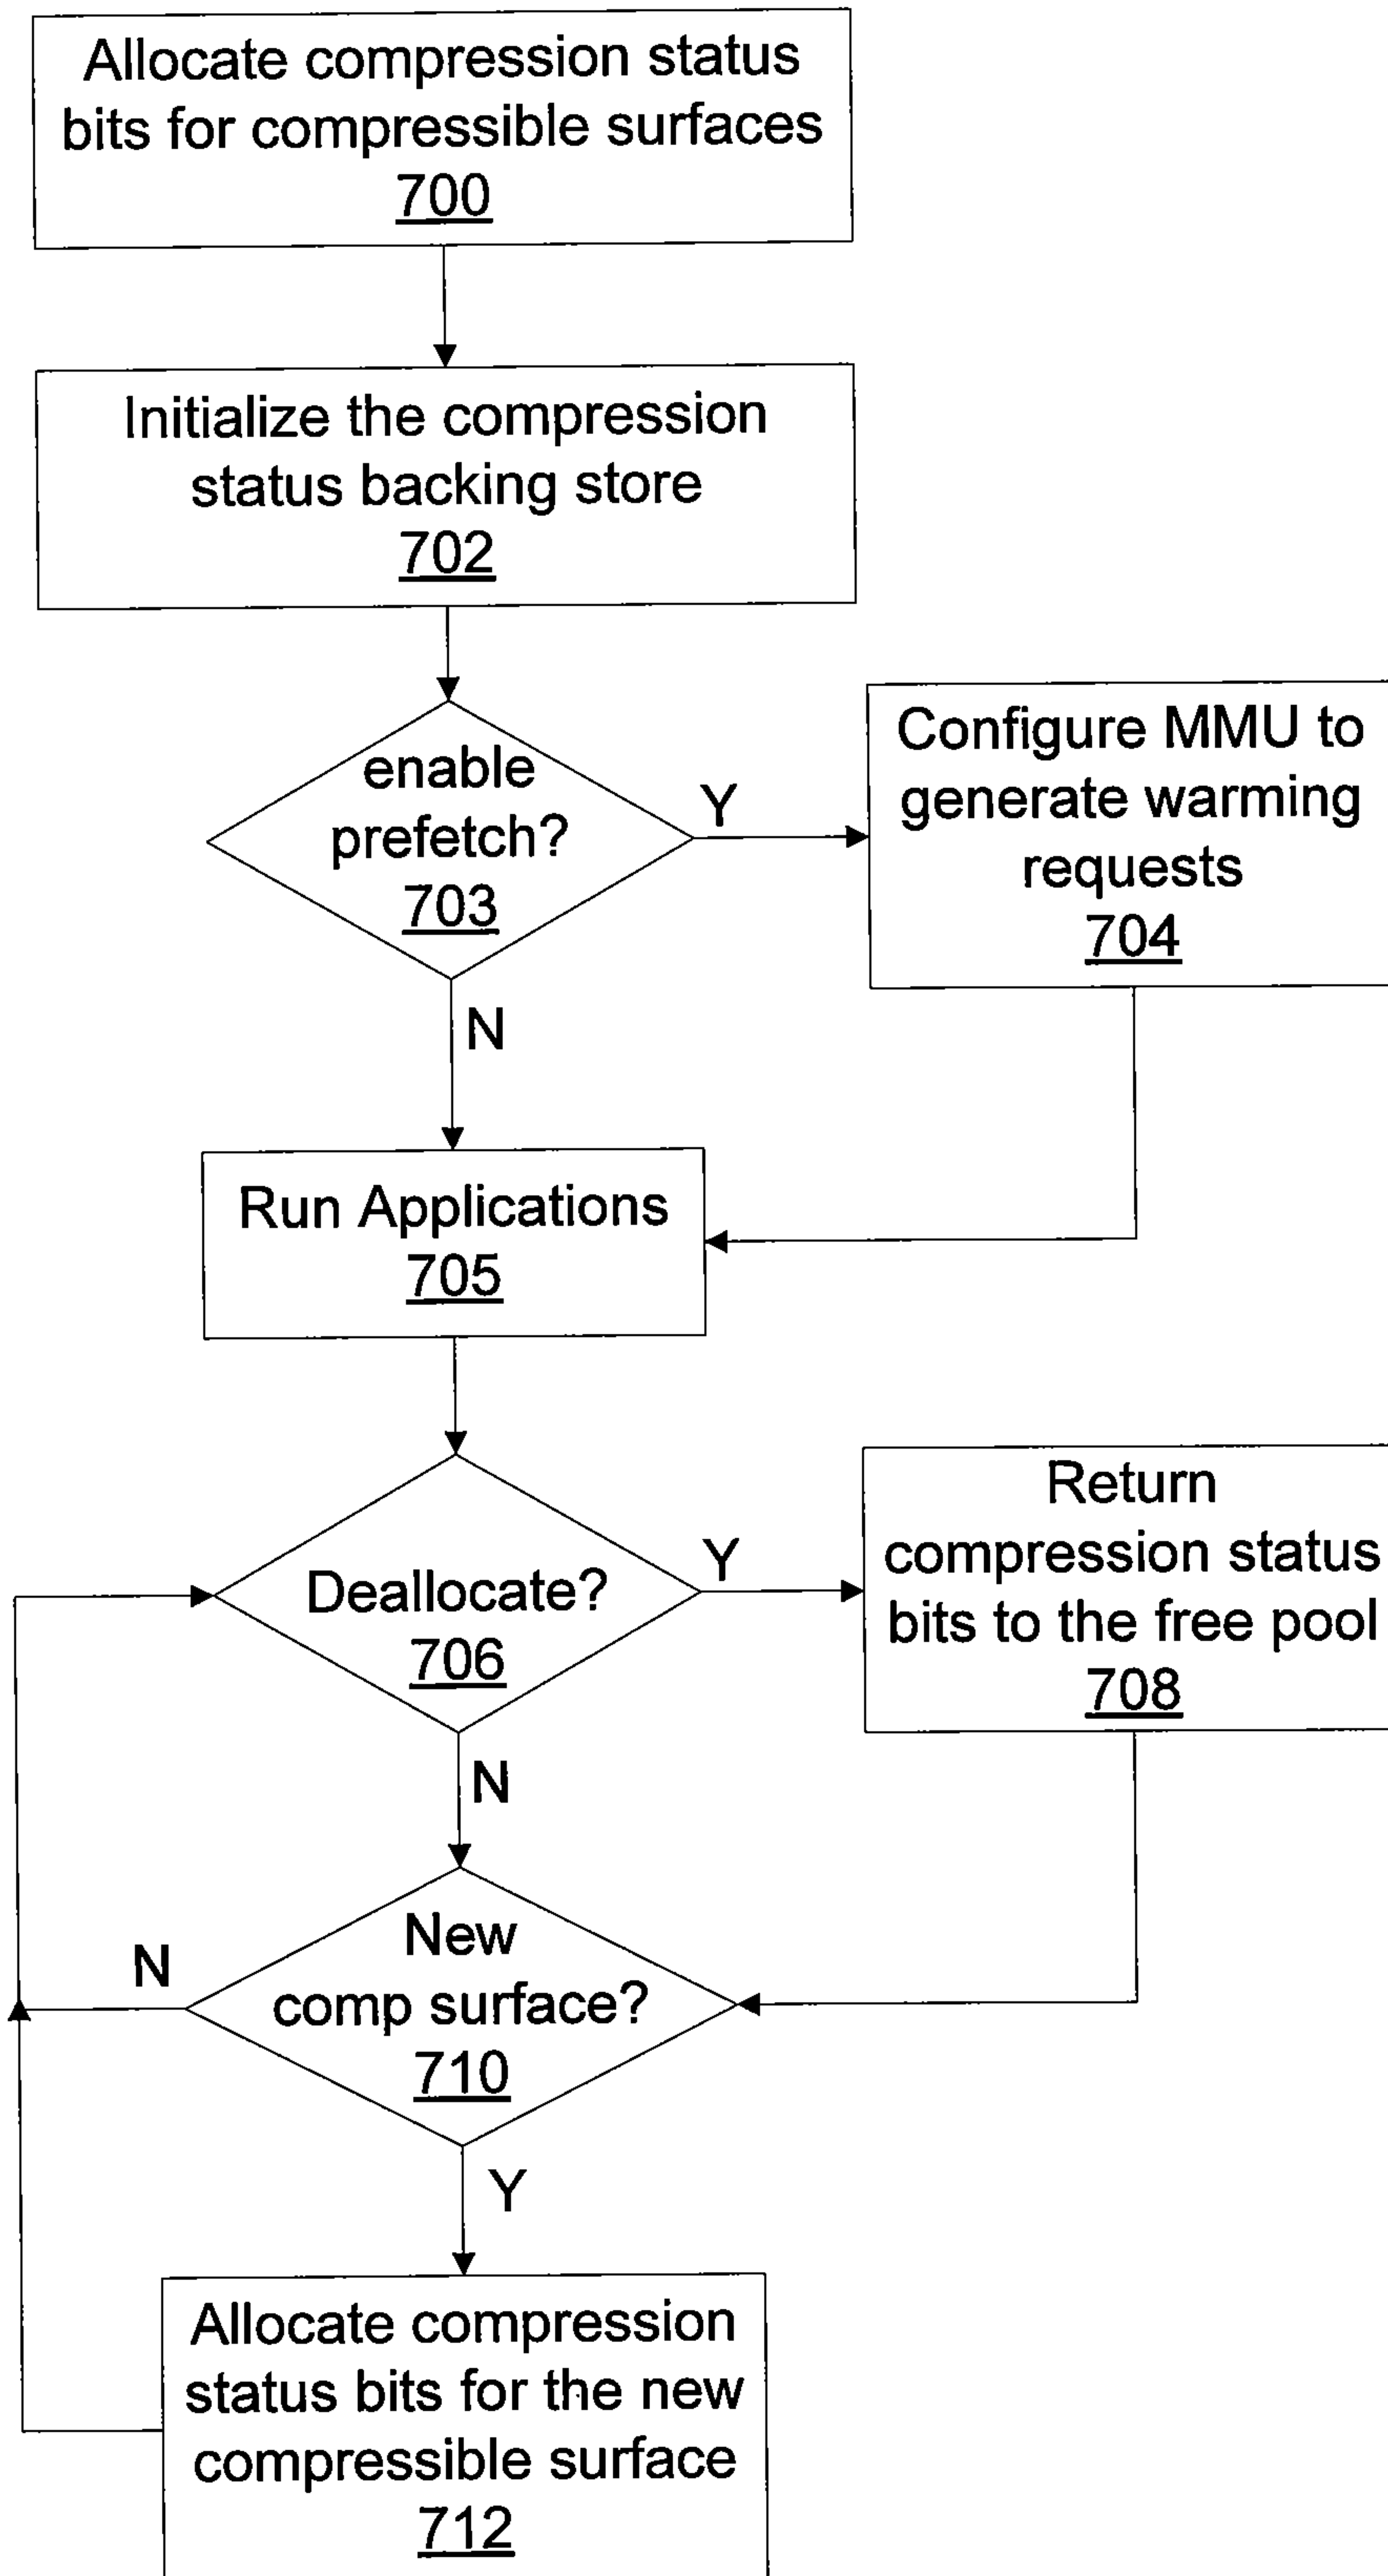 Allocate compression status
bits for compressible surfaces
700
Initialize the compression
status backing store
702
enable
prefetch?
703
Y
Configure MMU to
generate warming
requests
704
N
Run Applications
705
Deallocate?
706
Y
Return
compression status
bits to the free pool
708
N
New
comp surface?
710
N
Y
Allocate compression
status bits for the new
compressible surface
712